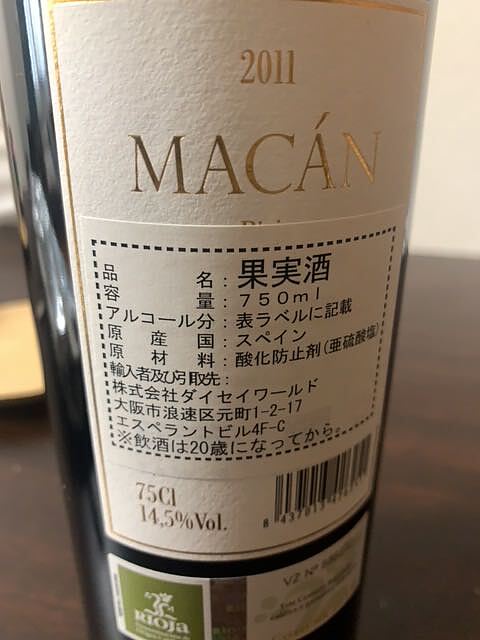 2011
MACÁN
品名：果実酒
容量：750ml
アルコール分：表ラベルに記載
原産国：スペイン
原材料：酸化防止剤(亜硫酸塩)
輸入者及び引取先：
株式会社ダイセイワールド
大阪市浪速区元町1-2-17
エスペラントビル4F-C
※飲酒は20歳になってから。
75Cl
14,5%Vol.
RIOJA
V2 Nº